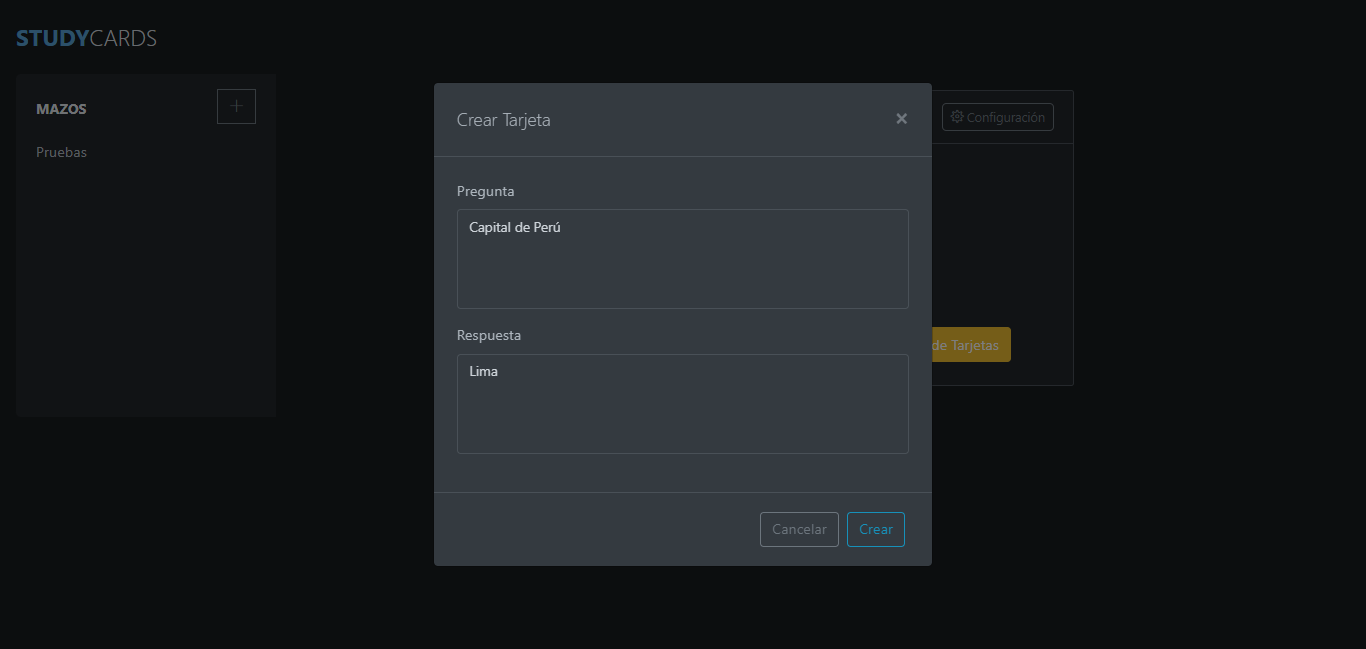 STUDYCARDS
MAZOS
Pruebas
Crear Tarjeta
×
Configuración
Pregunta
Capital de Perú
Respuesta
Lima
de Tarjetas
Cancelar
Crear